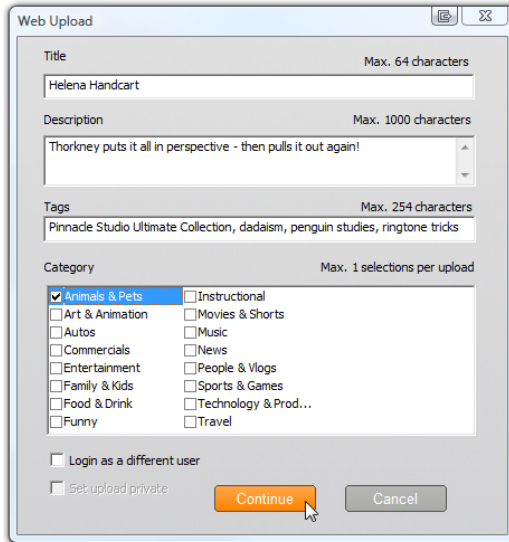 Web Upload
Title
Max. 64 characters
Helena Handcart
Description
Max. 1000 characters
Thorkney puts it all in perspective - then pulls it out again!
Tags
Max. 254 characters
Pinnacle Studio Ultimate Collection, dadaism, penguin studies, ringtone tricks
Category
Max. 1 selections per upload
Animals & Pets
Art & Animation
Autos
Commercials
Entertainment
Family & Kids
Food & Drink
Funny
Instructional
Movies & Shorts
Music
News
People & Vlogs
Sports & Games
Technology & Prod...
Travel
Login as a different user
Set upload private
Continue
Cancel